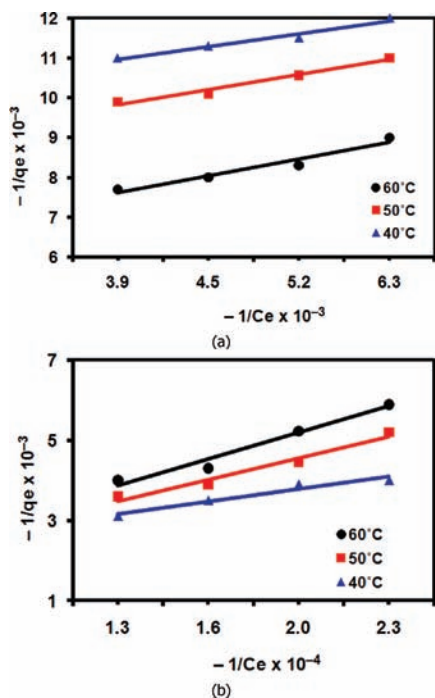 12
11
10
9
8
7
6
– 1/qe x 10⁻³
60°C
50°C
40°C
3.9 4.5 5.2 6.3
– 1/Ce x 10⁻³
(a)
7
5
3
1
– 1/qe x 10⁻³
60°C
50°C
40°C
1.3 1.6 2.0 2.3
– 1/Ce x 10⁻⁴
(b)